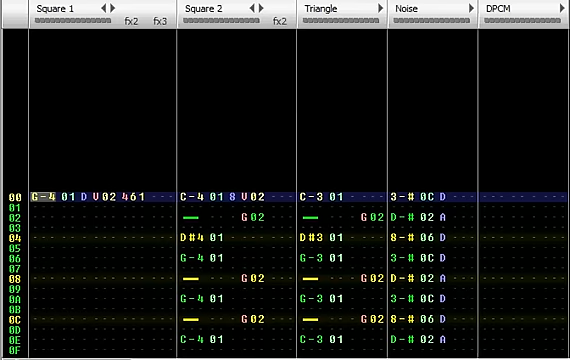 Square 1 Square 2 Triangle Noise DPCM
fx2 fx3 fx2
00 G-4 01 D V02 461 C-4 01 8 V02 C-3 01 3-# 0C D
01
02 G02 G02 D-# 02 A
03
04 D#4 01 D#3 01 8-# 06 D
05
06 G-4 01 G-3 01 3-# 0C D
07
08 G02 G02 D-# 02 A
09
0A G-4 01 G-3 01 3-# 0C D
0B
0C G02 G02 8-# 06 D
0D
0E C-4 01 C-3 01 D-# 02 A
0F